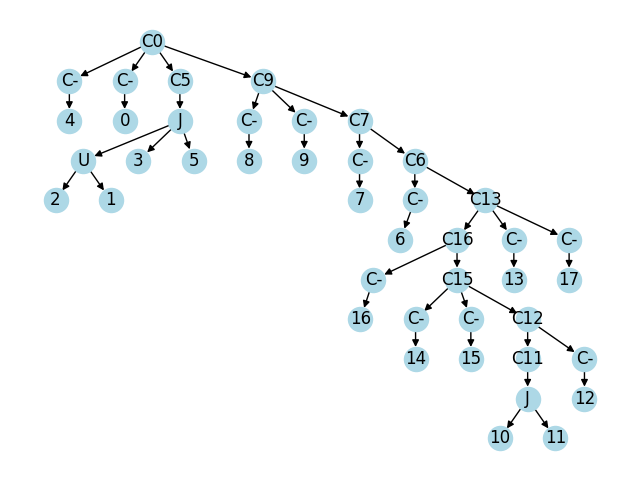 C0
C- C- C5 C9
4 0 J C- C- C7
U 3 5 8 9 C- C6
2 1 7 C- C13
6 C16 C- C-
C- C15 13 17
16 C- C- C12
14 15 C11 C-
J 12
10 11